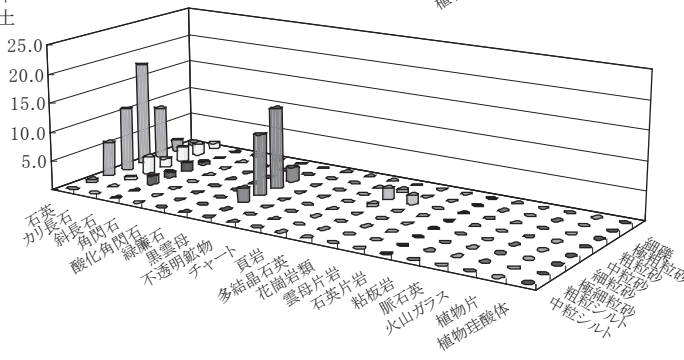 土
25.0
20.0
15.0
10.0
5.0
石英
カリ長石
斜長石
角閃石
酸化角閃石
緑簾石
黒雲母
不透明鉱物
チャート
頁岩
多結晶石英
花崗岩類
雲母片岩
石英片岩
粘板岩
脈石英
火山ガラス
植物片
植物珪酸体
細礫
極粗粒砂
粗粒砂
中粒砂
細粒砂
極細粒砂
粗粒シルト
中粒シルト